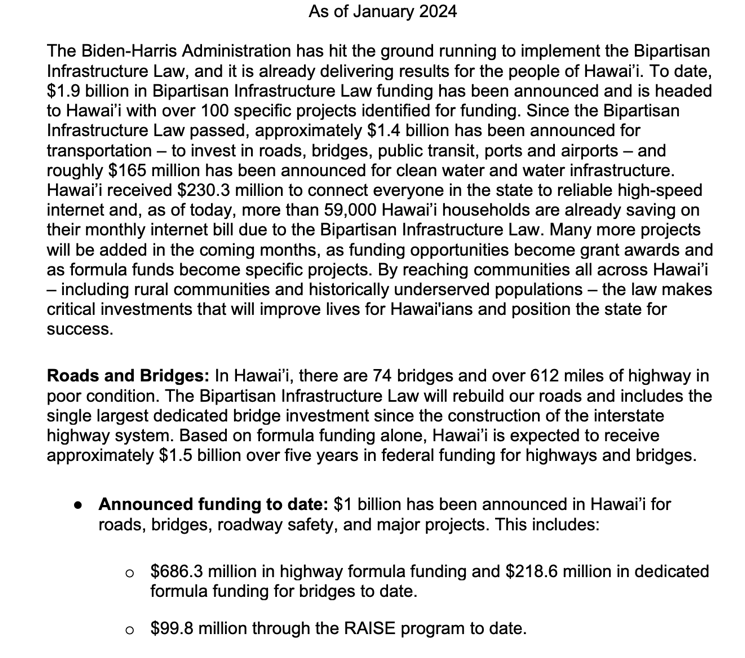 As of January 2024
The Biden-Harris Administration has hit the ground running to implement the Bipartisan
Infrastructure Law, and it is already delivering results for the people of Hawai’i. To date,
$1.9 billion in Bipartisan Infrastructure Law funding has been announced and is headed
to Hawai’i with over 100 specific projects identified for funding. Since the Bipartisan
Infrastructure Law passed, approximately $1.4 billion has been announced for
transportation – to invest in roads, bridges, public transit, ports and airports – and
roughly $165 million has been announced for clean water and water infrastructure.
Hawai’i received $230.3 million to connect everyone in the state to reliable high-speed
internet and, as of today, more than 59,000 Hawai’i households are already saving on
their monthly internet bill due to the Bipartisan Infrastructure Law. Many more projects
will be added in the coming months, as funding opportunities become grant awards and
as formula funds become specific projects. By reaching communities all across Hawai’i
– including rural communities and historically underserved populations – the law makes
critical investments that will improve lives for Hawai'ians and position the state for
success.
Roads and Bridges: In Hawai’i, there are 74 bridges and over 612 miles of highway in
poor condition. The Bipartisan Infrastructure Law will rebuild our roads and includes the
single largest dedicated bridge investment since the construction of the interstate
highway system. Based on formula funding alone, Hawai’i is expected to receive
approximately $1.5 billion over five years in federal funding for highways and bridges.
● Announced funding to date: $1 billion has been announced in Hawai’i for
roads, bridges, roadway safety, and major projects. This includes:
○ $686.3 million in highway formula funding and $218.6 million in dedicated
formula funding for bridges to date.
○ $99.8 million through the RAISE program to date.